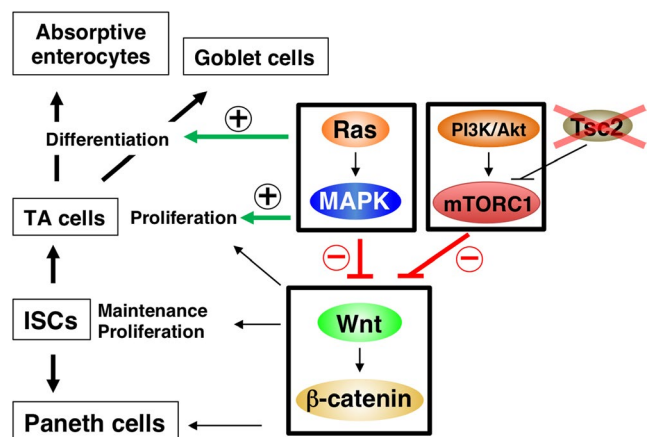 Absorptive
enterocytes
Goblet cells
Differentiation
+
Ras
PI3K/Akt
Tsc2
TA cells
Proliferation
+
MAPK
mTORC1
−
−
ISCs
Maintenance
Proliferation
Wnt
β-catenin
Paneth cells